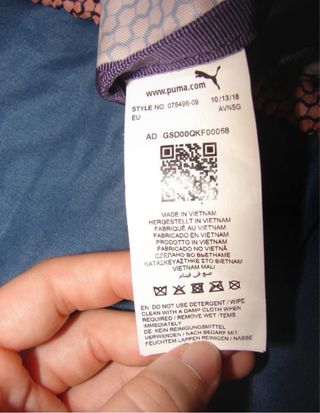 www.puma.com
STYLE NO. 075496-09 10/13/18
EU AVNSG
AD GSD00QKF00068
MADE IN VIETNAM
HERGESTELLT IN VIETNAM
FABRIQUÉ AU VIETNAM
FABRICADO EN VIETNAM
PRODOTTO IN VIETNAM
FABRICADO NO VIETNAM
СДЕЛАНО ВО ВЬЕТНАМЕ
ΚΑΤΑΣΚΕΥΑΣΤΗΚΕ ΣΤΟ ΒΙΕΤΝΑΜ
VIETNAM MALI
صنع في فيتنام
EN: DO NOT USE DETERGENT / WIPE
CLEAN WITH A DAMP CLOTH WHEN
REQUIRED / REMOVE WET ITEMS
IMMEDIATELY
DE: KEIN REINIGUNGSMITTEL
VERWENDEN / NACH BEDARF MIT
FEUCHTEM LAPPEN REINIGEN / NASSE